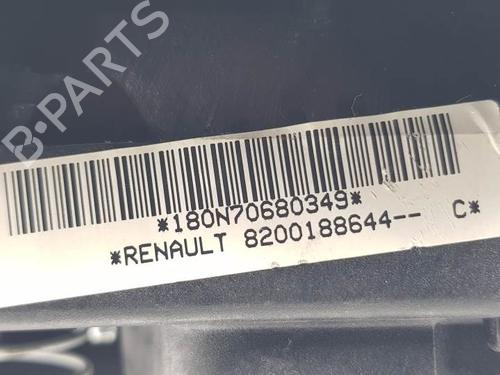 B-PARTS
*180N70680349*
*RENAULT 8200188644-- C*